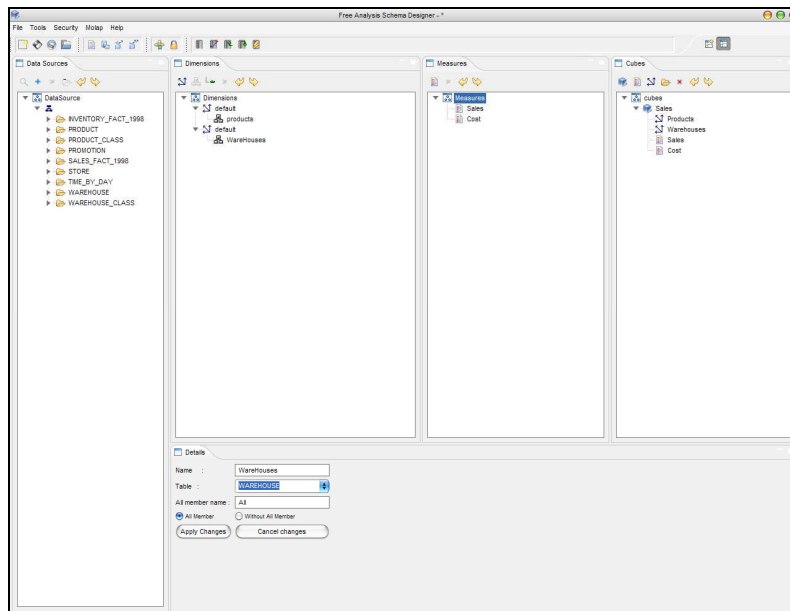 Free Analysis Schema Designer - *
File Tools Security Molap Help
Data Sources
DataSource
INVENTORY_FACT_1998
PRODUCT
PRODUCT_CLASS
PROMOTION
SALES_FACT_1998
STORE
TIME_BY_DAY
WAREHOUSE
WAREHOUSE_CLASS
Dimensions
Dimensions
default
products
default
WareHouses
Measures
Measures
Sales
Cost
Cubes
cubes
Sales
Products
Warehouses
Sales
Cost
Details
Name : WareHouses
Table : WAREHOUSE
All member name : All
All Member Without All Member
Apply Changes Cancel changes